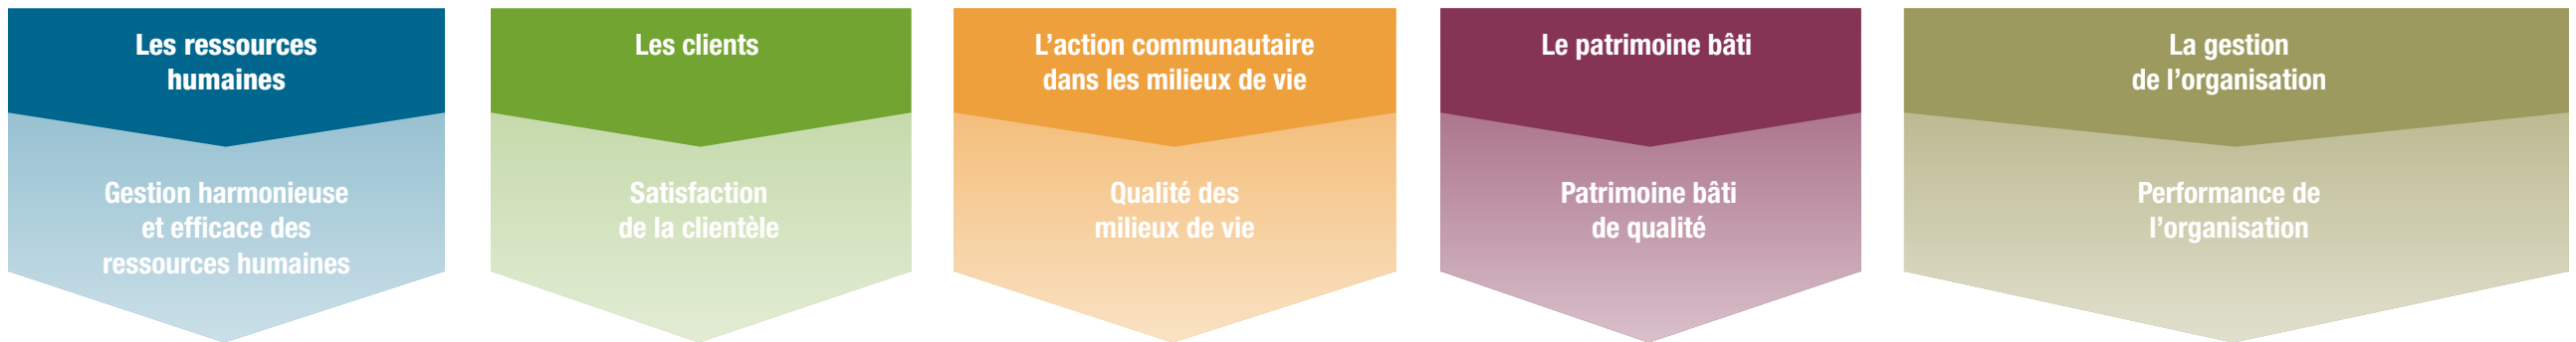 Les ressources
humaines
Gestion harmonieuse
et efficace des
ressources humaines
Les clients
Satisfaction
de la clientèle
L’action communautaire
dans les milieux de vie
Qualité des
milieux de vie
Le patrimoine bâti
Patrimoine bâti
de qualité
La gestion
de l’organisation
Performance de
l’organisation